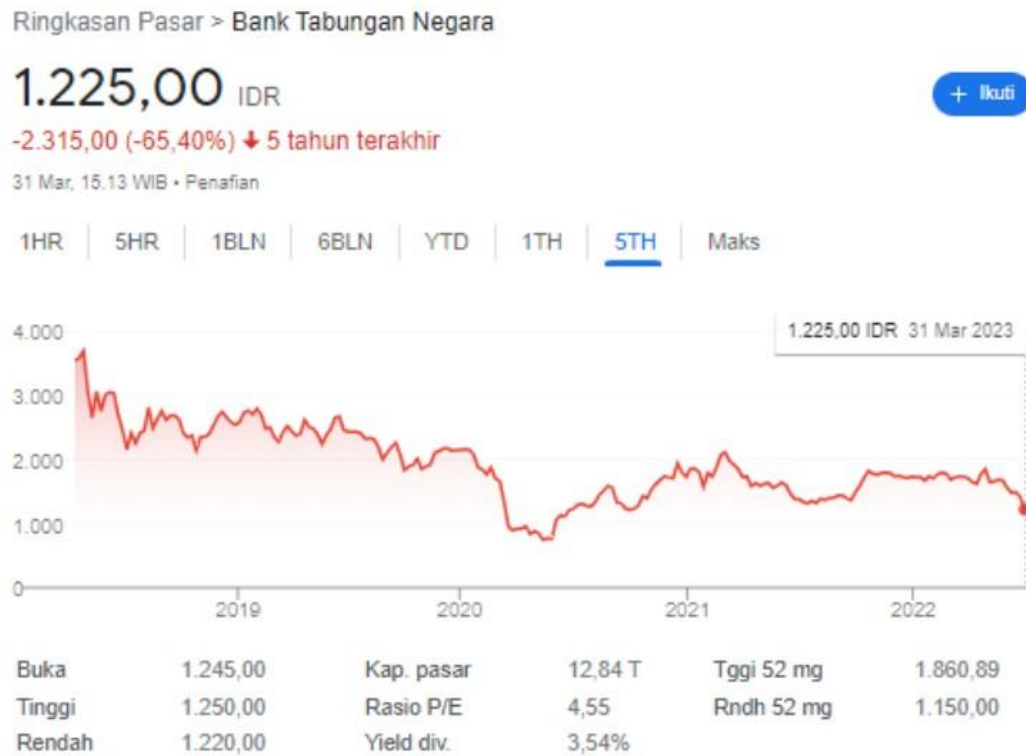 Ringkasan Pasar > Bank Tabungan Negara
1.225,00 IDR
+ Ikuti
-2.315,00 (-65,40%) ↓ 5 tahun terakhir
31 Mar, 15.13 WIB • Penafian
1HR 5HR 1BLN 6BLN YTD 1TH 5TH Maks
1.225,00 IDR 31 Mar 2023
4.000
3.000
2.000
1.000
0
2019 2020 2021 2022
Buka 1.245,00 Kap. pasar 12,84 T Tggi 52 mg 1.860,89
Tinggi 1.250,00 Rasio P/E 4,55 Rndh 52 mg 1.150,00
Rendah 1.220,00 Yield div. 3,54%